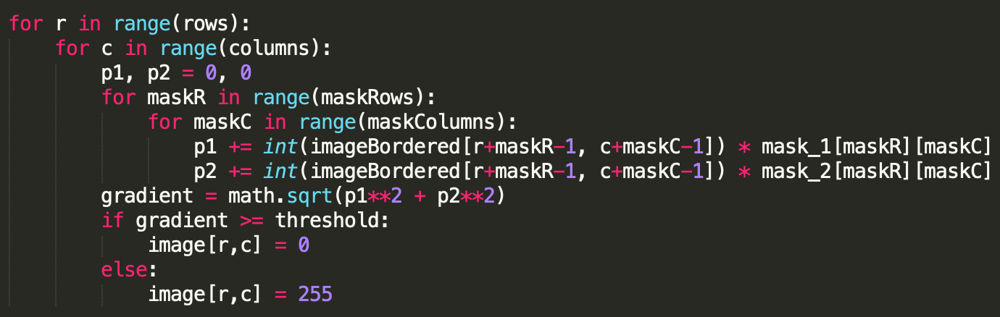 for r in range(rows):
    for c in range(columns):
        p1, p2 = 0, 0
        for maskR in range(maskRows):
            for maskC in range(maskColumns):
                p1 += int(imageBordered[r+maskR-1, c+maskC-1]) * mask_1[maskR][maskC]
                p2 += int(imageBordered[r+maskR-1, c+maskC-1]) * mask_2[maskR][maskC]
        gradient = math.sqrt(p1**2 + p2**2)
        if gradient >= threshold:
            image[r,c] = 0
        else:
            image[r,c] = 255